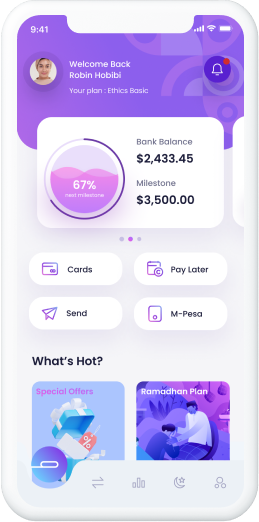 9:41
Welcome Back
Robin Hobibi
Your plan : Ethics Basic
Bank Balance
$2,433.45
67%
next milestone
Milestone
$3,500.00
Cards
Pay Later
Send
M-Pesa
What's Hot?
Special Offers
Ramadhan Plan